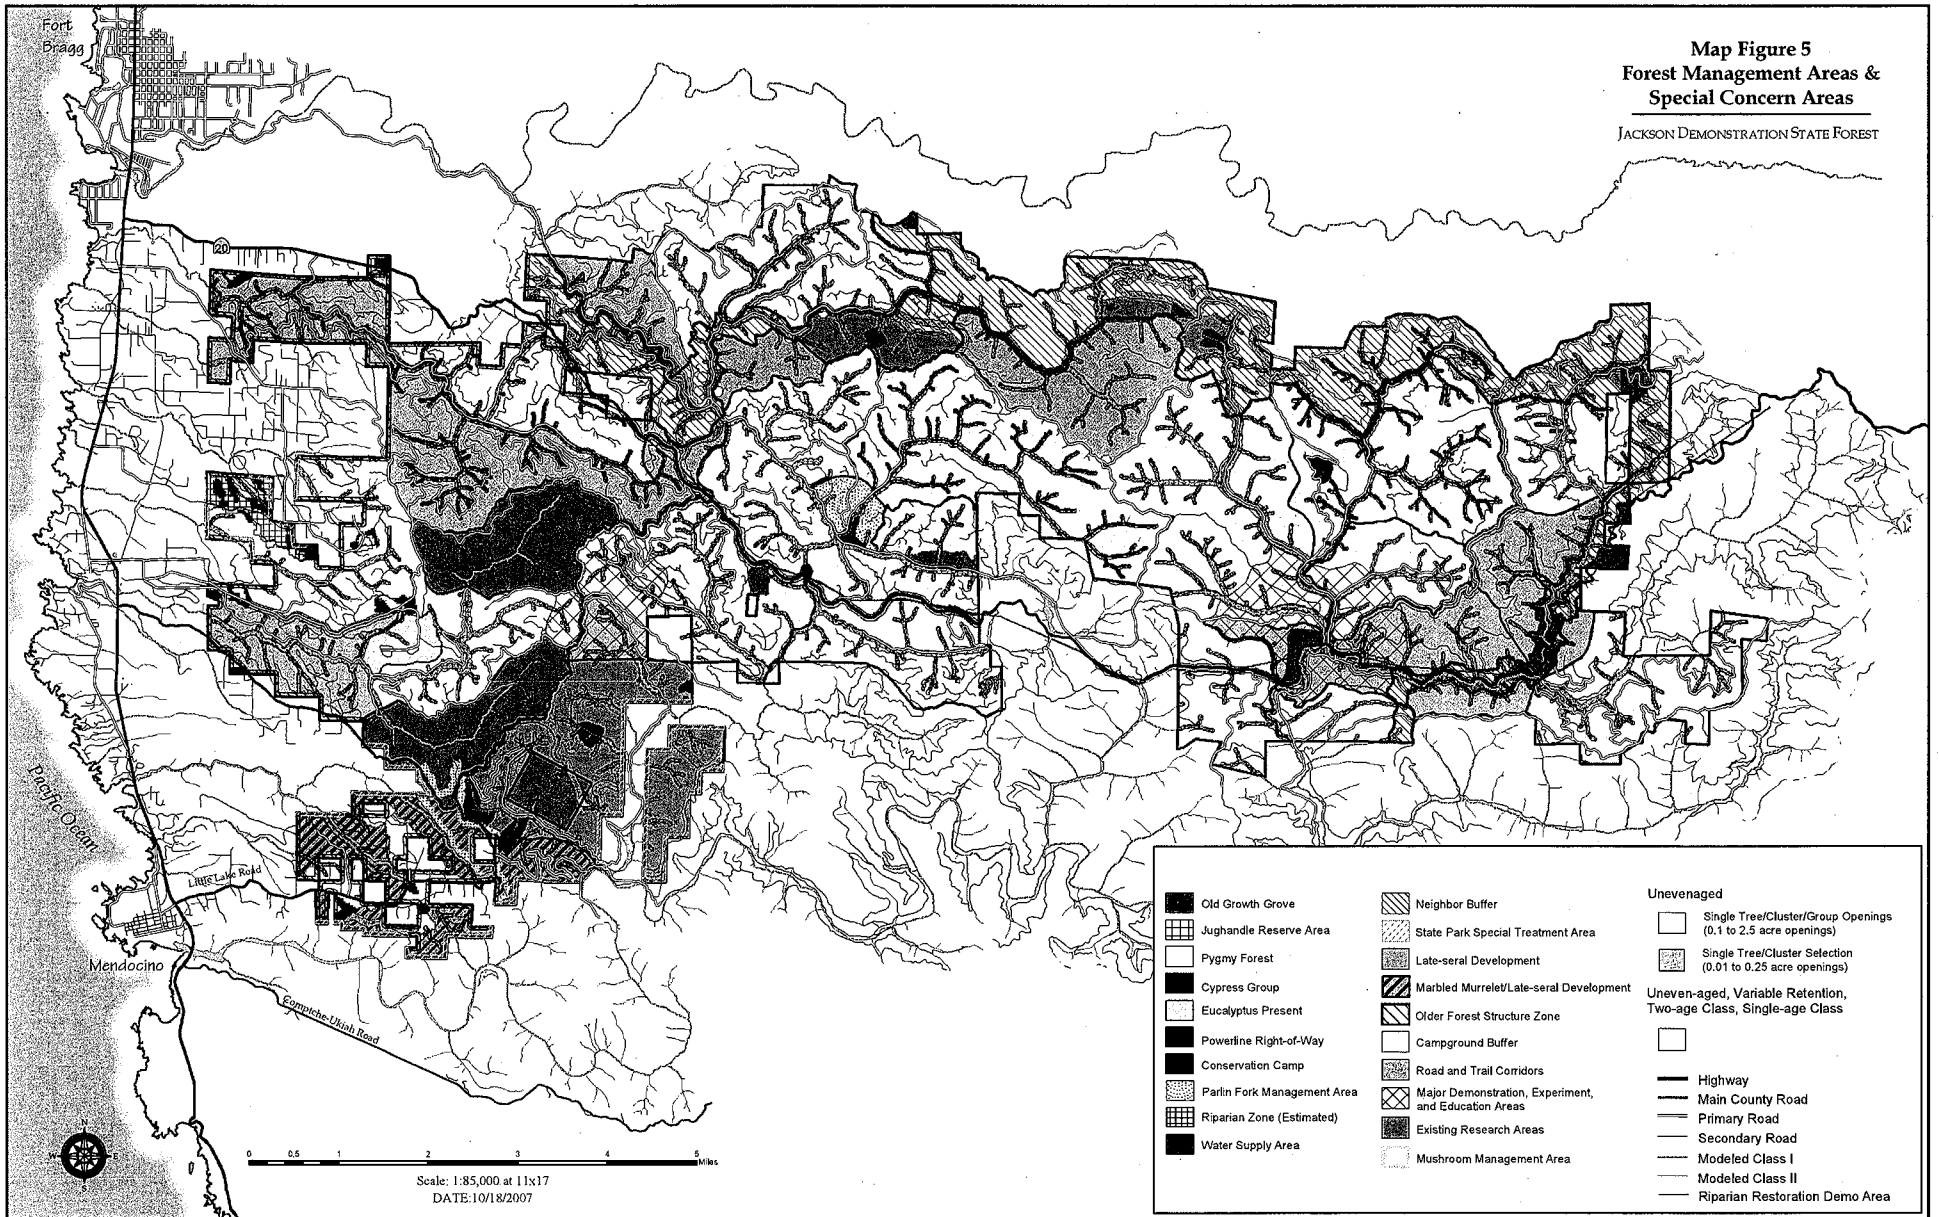 Fort
Bragg
Map Figure 5
Forest Management Areas &
Special Concern Areas
JACKSON DEMONSTRATION STATE FOREST
20
Pacific Ocean
Little Lake Road
Mendocino
Comptche-Ukiah Road
N
W
E
S
0 0.5 1 2 3 4 5
Miles
Scale: 1:85,000 at 11x17
DATE:10/18/2007
Old Growth Grove
Jughandle Reserve Area
Pygmy Forest
Cypress Group
Eucalyptus Present
Powerline Right-of-Way
Conservation Camp
Parlin Fork Management Area
Riparian Zone (Estimated)
Water Supply Area
Neighbor Buffer
State Park Special Treatment Area
Late-seral Development
Marbled Murrelet/Late-seral Development
Older Forest Structure Zone
Campground Buffer
Road and Trail Corridors
Major Demonstration, Experiment,
and Education Areas
Existing Research Areas
Mushroom Management Area
Unevenaged
Single Tree/Cluster/Group Openings
(0.1 to 2.5 acre openings)
Single Tree/Cluster Selection
(0.01 to 0.25 acre openings)
Uneven-aged, Variable Retention,
Two-age Class, Single-age Class
Highway
Main County Road
Primary Road
Secondary Road
Modeled Class I
Modeled Class II
Riparian Restoration Demo Area